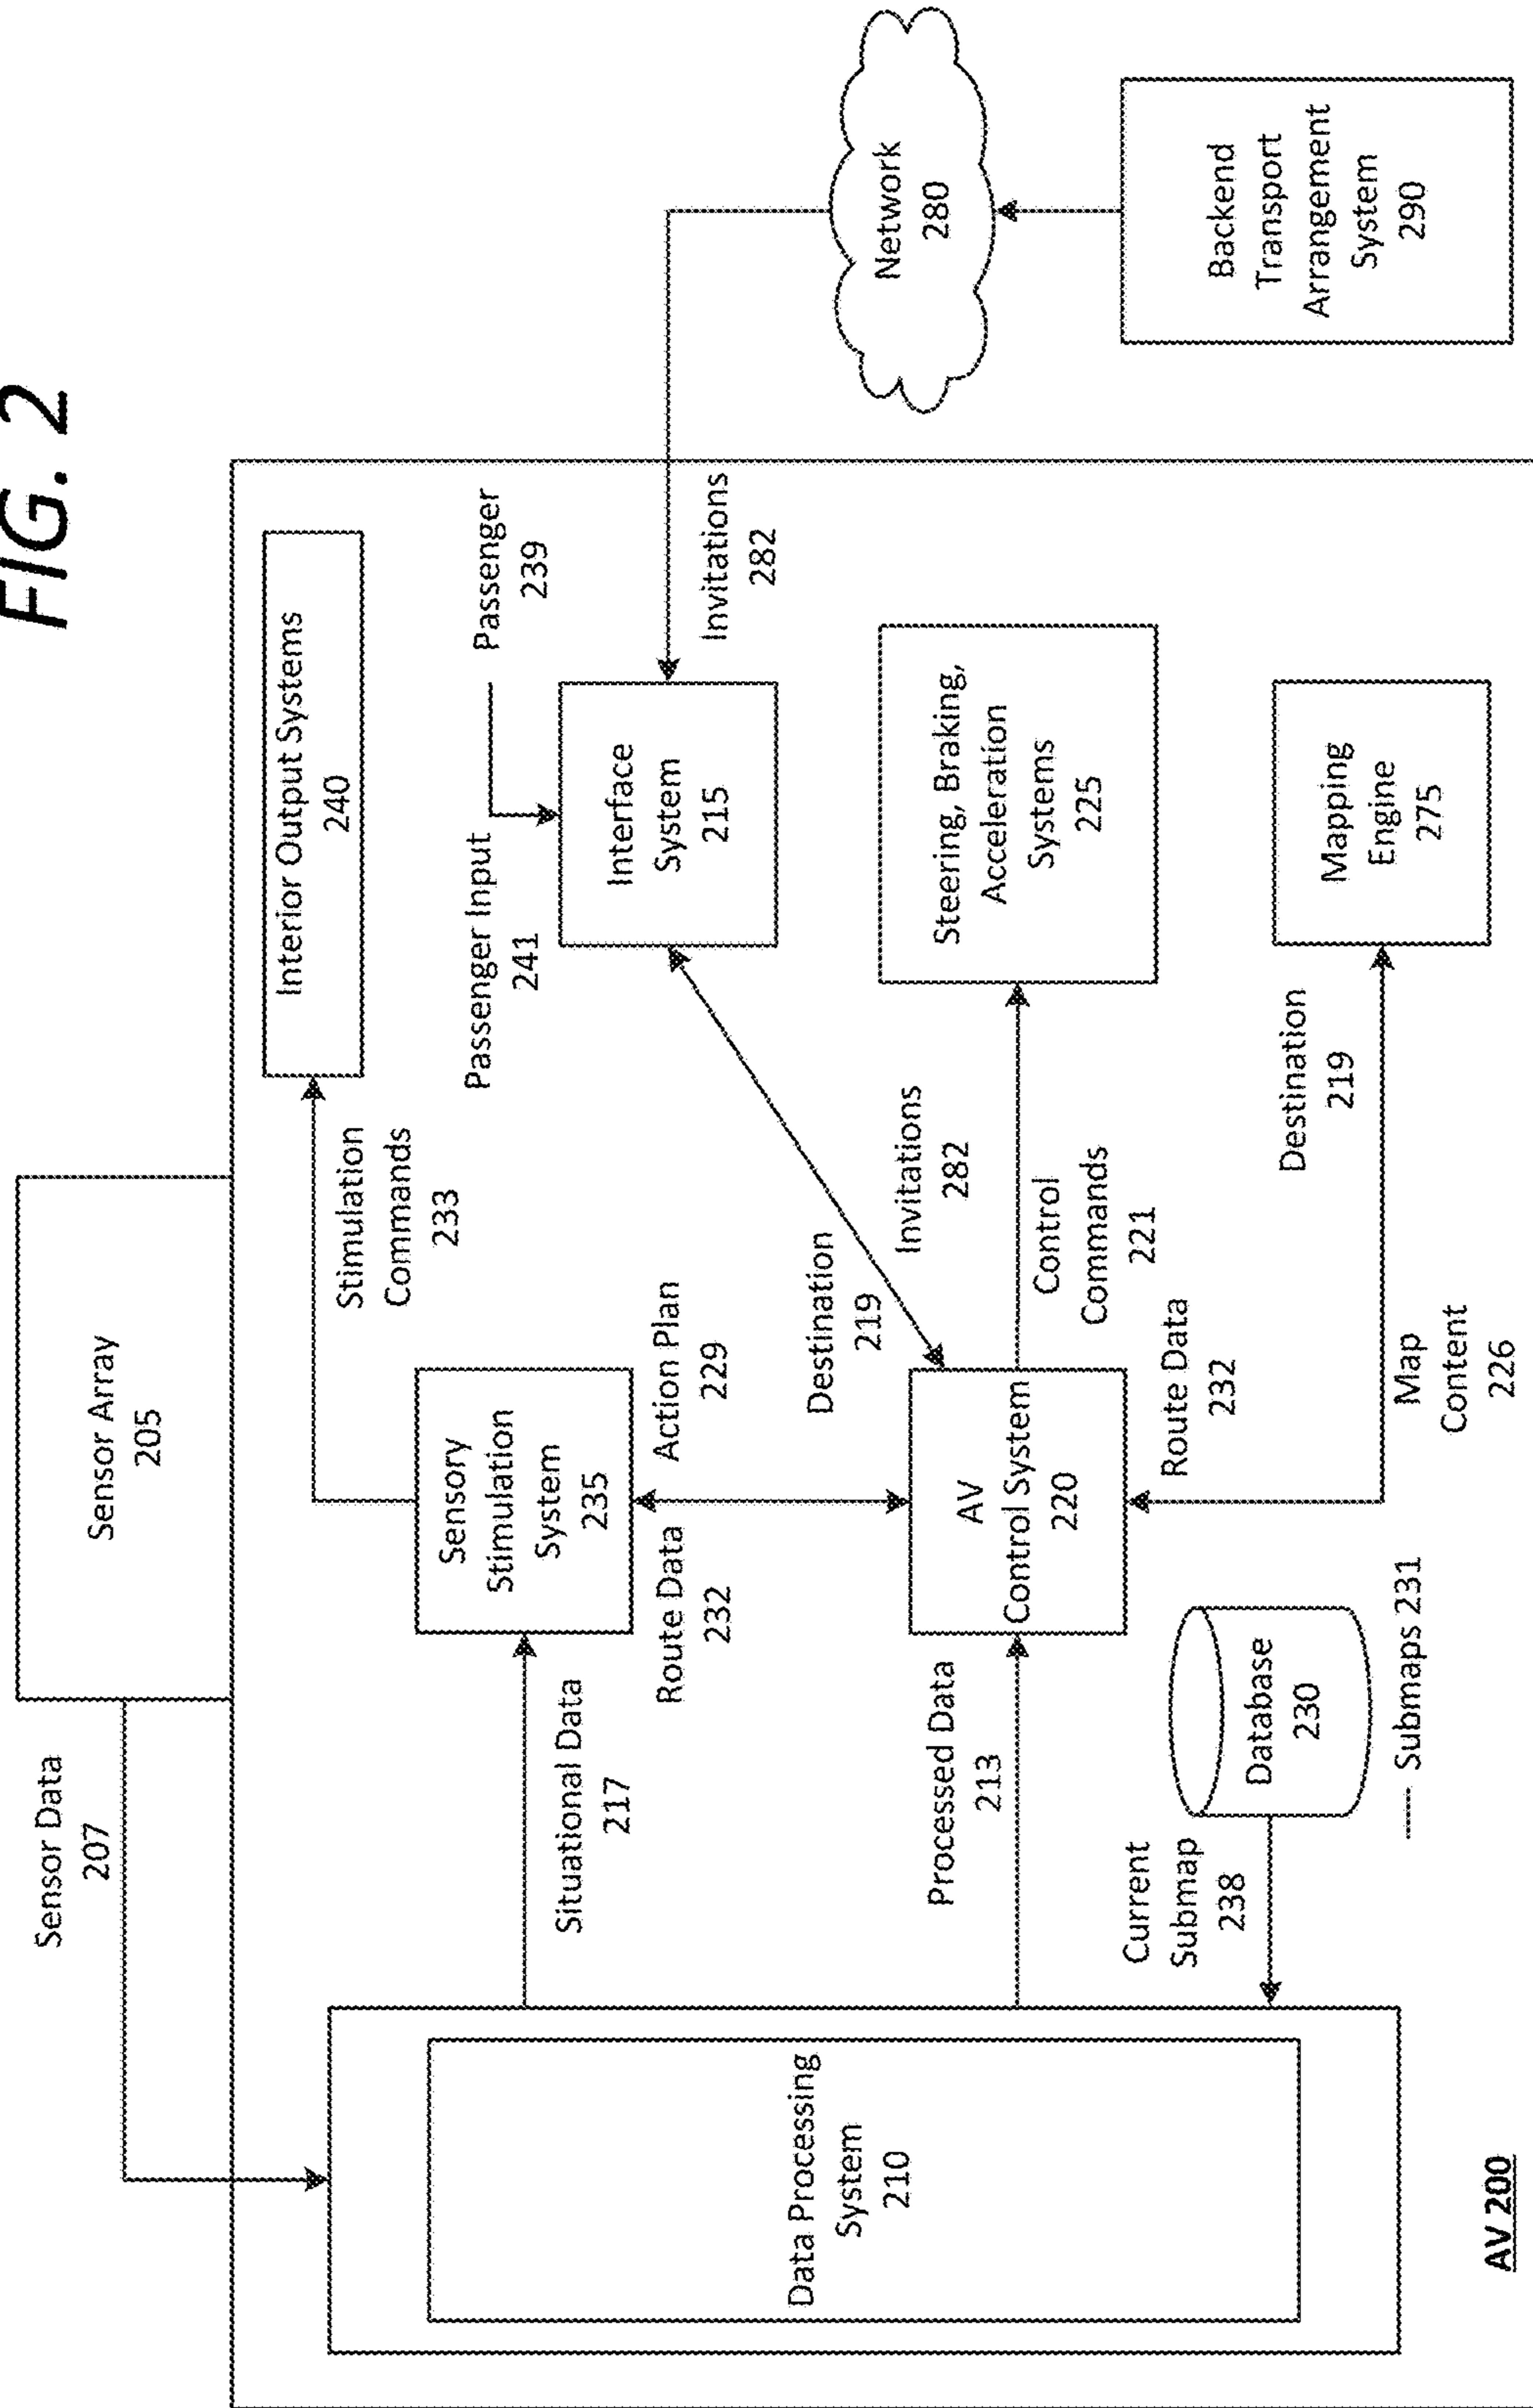 FIG. 2
Sensor Array
205
Sensor Data
207
Interior Output Systems
240
Stimulation
Commands
233
Passenger
239
Passenger Input
241
Sensory
Stimulation
System
235
Situational Data
217
Action Plan
229
Route Data
232
Interface
System
215
Invitations
282
Network
280
Destination
219
Invitations
282
Data Processing
System
210
Processed Data
213
AV
Control System
220
Control
Commands
221
Steering, Braking,
Acceleration
Systems
225
Route Data
232
Current
Submap
238
Database
230
Submaps 231
Destination
219
Mapping
Engine
275
Map
Content
226
Backend
Transport
Arrangement
System
290
AV 200